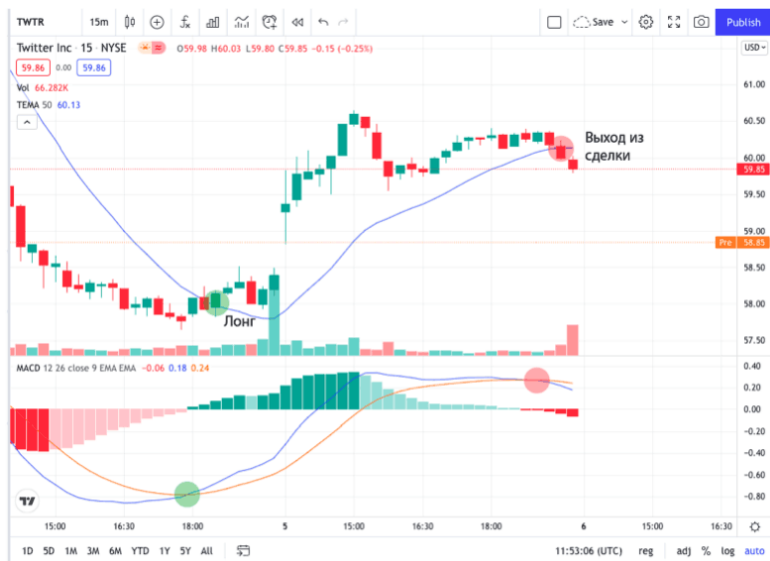 TWTR 15m Save Publish
Twitter Inc · 15 · NYSE O59.98 H60.03 L59.80 C59.85 −0.15 (−0.25%) USD
59.86 0.00 59.86
Vol 66.282K
TEMA 50 60.13
61.00
60.50
Выход из
сделки
60.00
59.85
59.00
Pre 58.85
58.50
58.00
Лонг
57.50
MACD 12 26 close 9 EMA EMA −0.06 0.18 0.24
0.40
0.20
0.00
−0.20
−0.40
−0.60
−0.80
15:00 16:30 18:00 5 15:00 16:30 18:00 6 15:00 16:30
1D 5D 1M 3M 6M YTD 1Y 5Y All 11:53:06 (UTC) reg adj % log auto